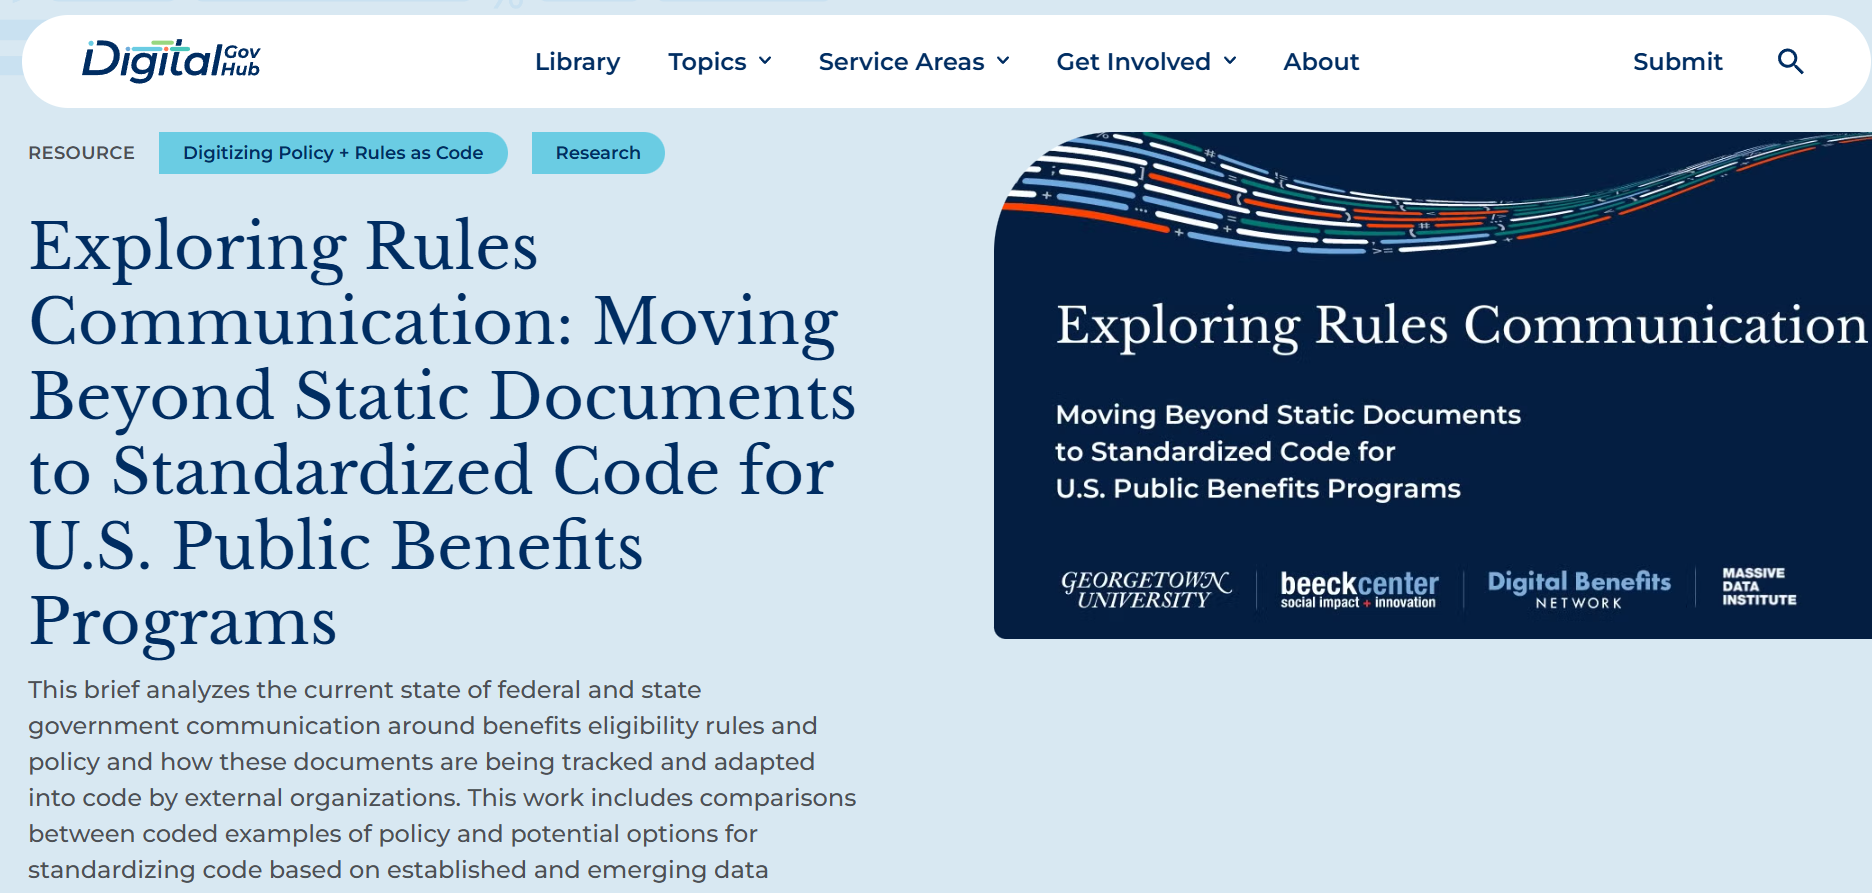 Digital Gov Hub
Library
Topics
Service Areas
Get Involved
About
Submit
RESOURCE
Digitizing Policy + Rules as Code
Research
Exploring Rules
Communication: Moving
Beyond Static Documents
to Standardized Code for
U.S. Public Benefits
Programs
This brief analyzes the current state of federal and state
government communication around benefits eligibility rules and
policy and how these documents are being tracked and adapted
into code by external organizations. This work includes comparisons
between coded examples of policy and potential options for
standardizing code based on established and emerging data
Exploring Rules Communication
Moving Beyond Static Documents
to Standardized Code for
U.S. Public Benefits Programs
GEORGETOWN
UNIVERSITY
beeckcenter
social impact + innovation
Digital Benefits
NETWORK
MASSIVE
DATA
INSTITUTE